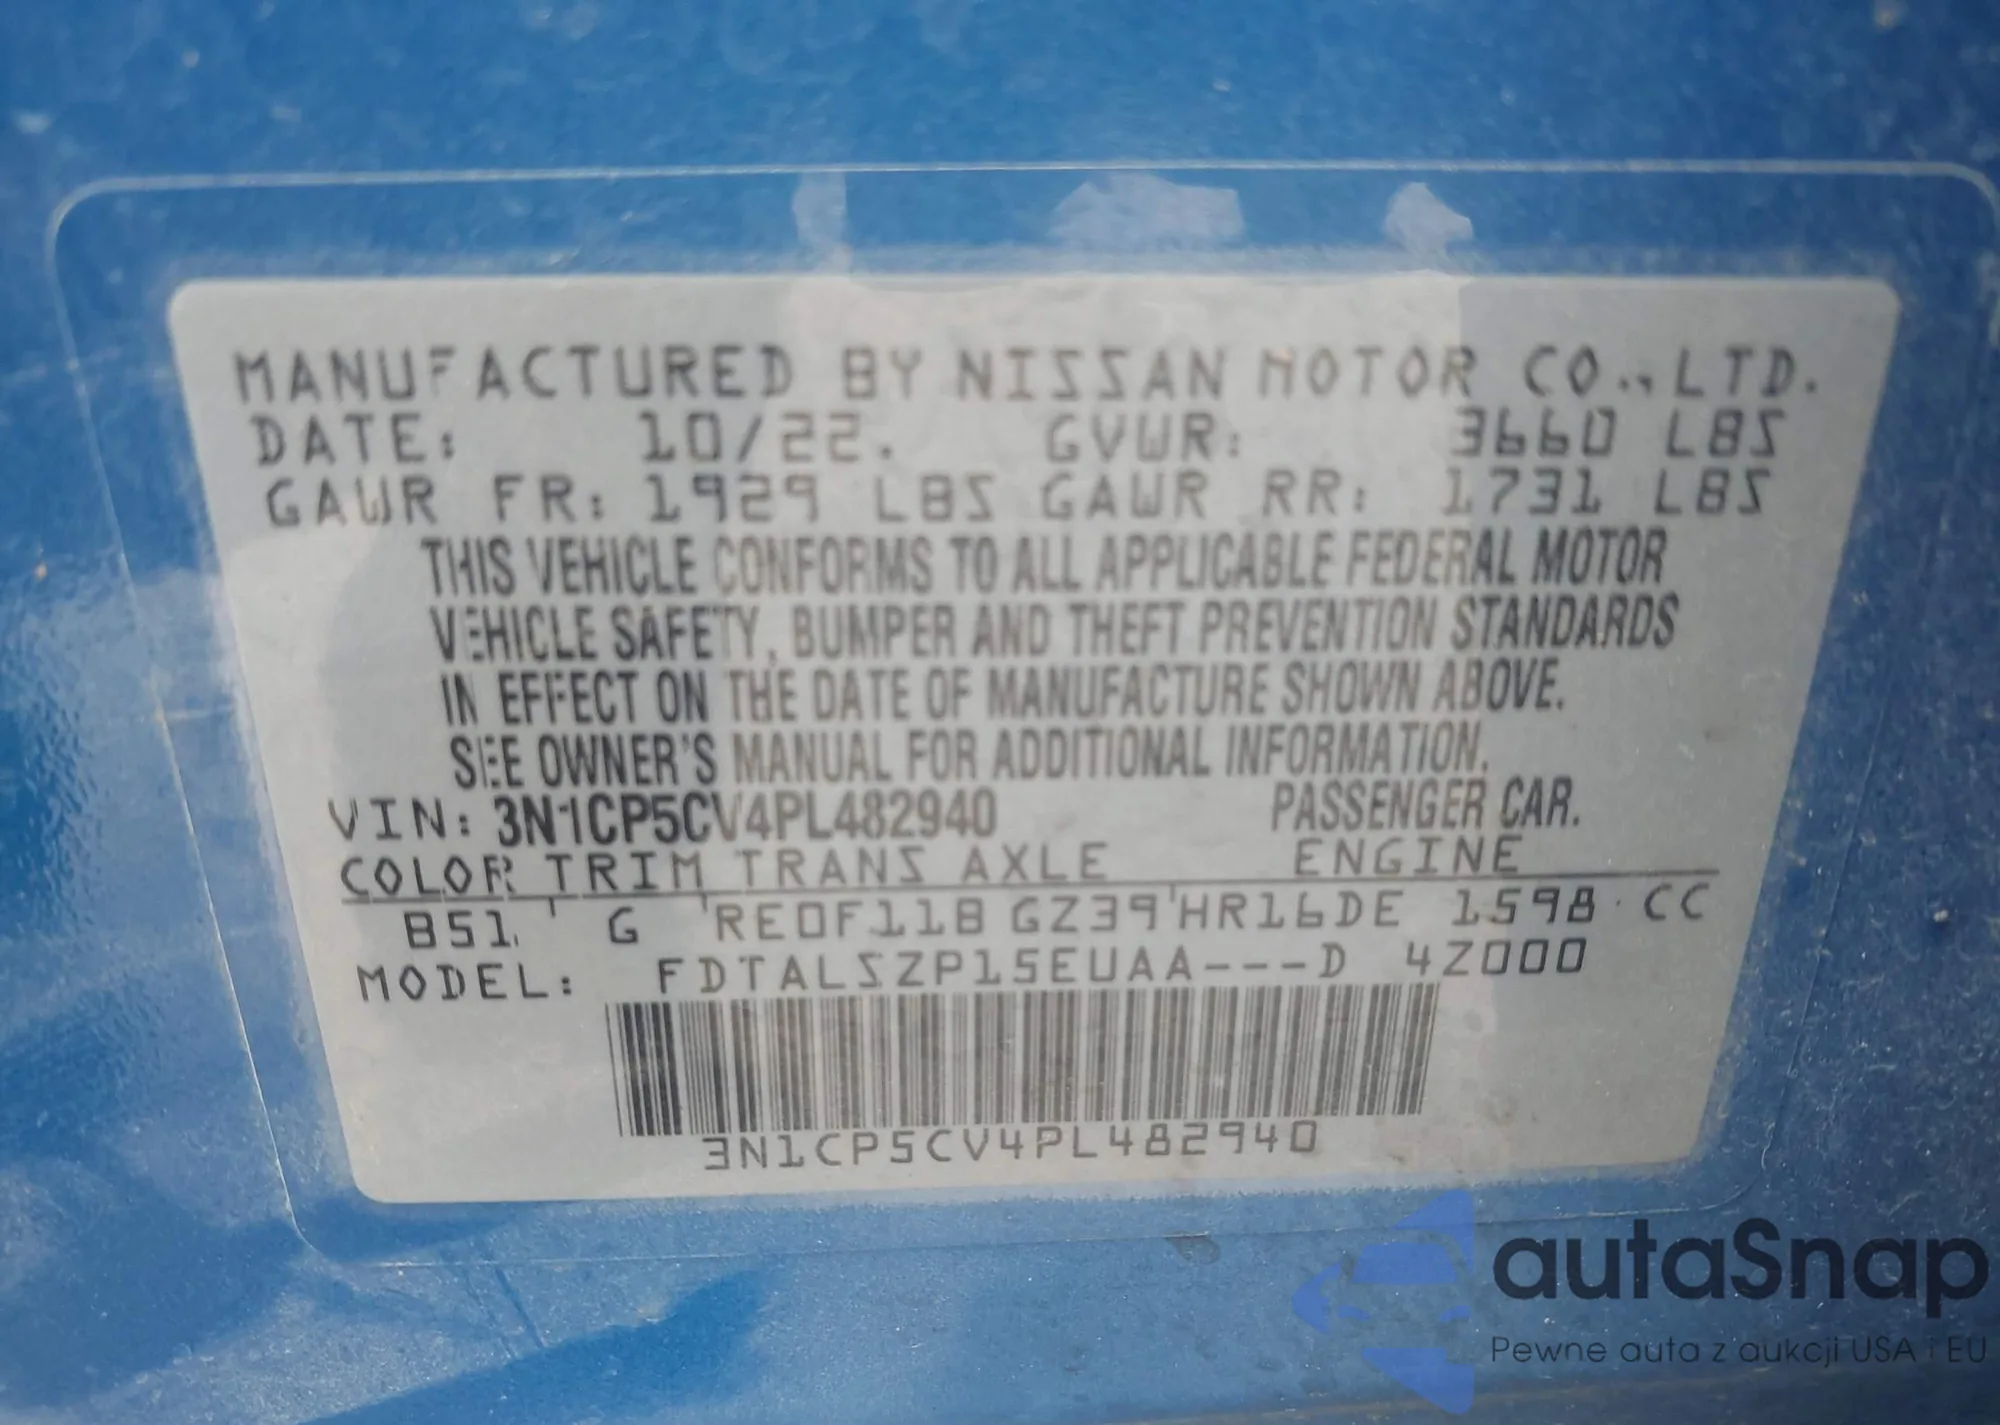 MANUFACTURED BY NISSAN MOTOR CO., LTD.
DATE: 10/22. GVWR: 3660 LBS
GAWR FR: 1929 LBS GAWR RR: 1731 LBS
THIS VEHICLE CONFORMS TO ALL APPLICABLE FEDERAL MOTOR
VEHICLE SAFETY, BUMPER AND THEFT PREVENTION STANDARDS
IN EFFECT ON THE DATE OF MANUFACTURE SHOWN ABOVE.
SEE OWNER'S MANUAL FOR ADDITIONAL INFORMATION.
VIN: 3N1CP5CV4PL482940 PASSENGER CAR.
COLOR TRIM TRANS AXLE ENGINE
B51 G RE0F11B GZ39 HR16DE 1598 CC
MODEL: FDTALSZP15EUAA---D 4Z000
3N1CP5CV4PL482940
autaSnap
Pewne auta z aukcji USA i EU